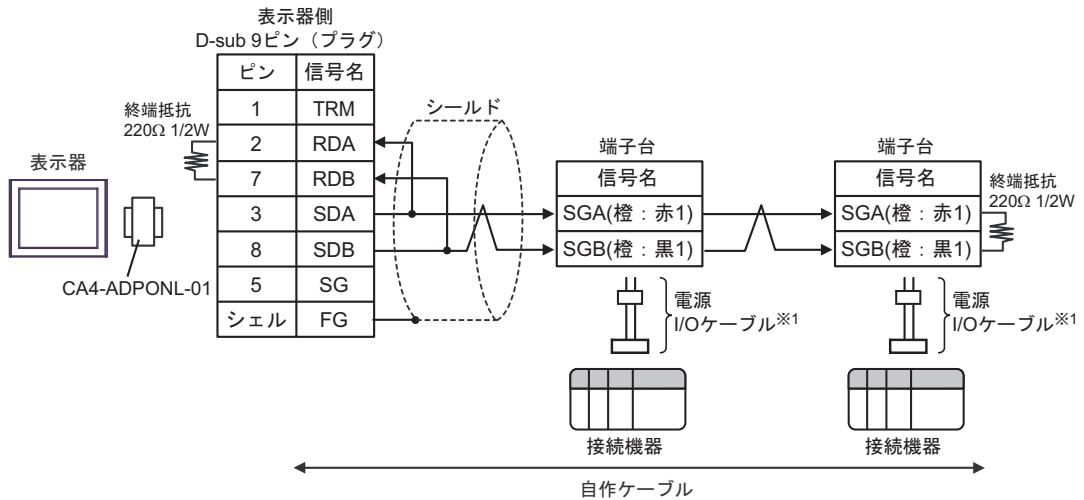 表示器側
D-sub 9ピン（プラグ）
ピン 信号名
1 TRM
2 RDA
7 RDB
3 SDA
8 SDB
5 SG
シェル FG
終端抵抗
220Ω 1/2W
表示器
CA4-ADPONL-01
シールド
端子台
信号名
SGA(橙：赤1)
SGB(橙：黒1)
電源
I/Oケーブル※1
接続機器
端子台
信号名
SGA(橙：赤1)
SGB(橙：黒1)
終端抵抗
220Ω 1/2W
電源
I/Oケーブル※1
接続機器
自作ケーブル